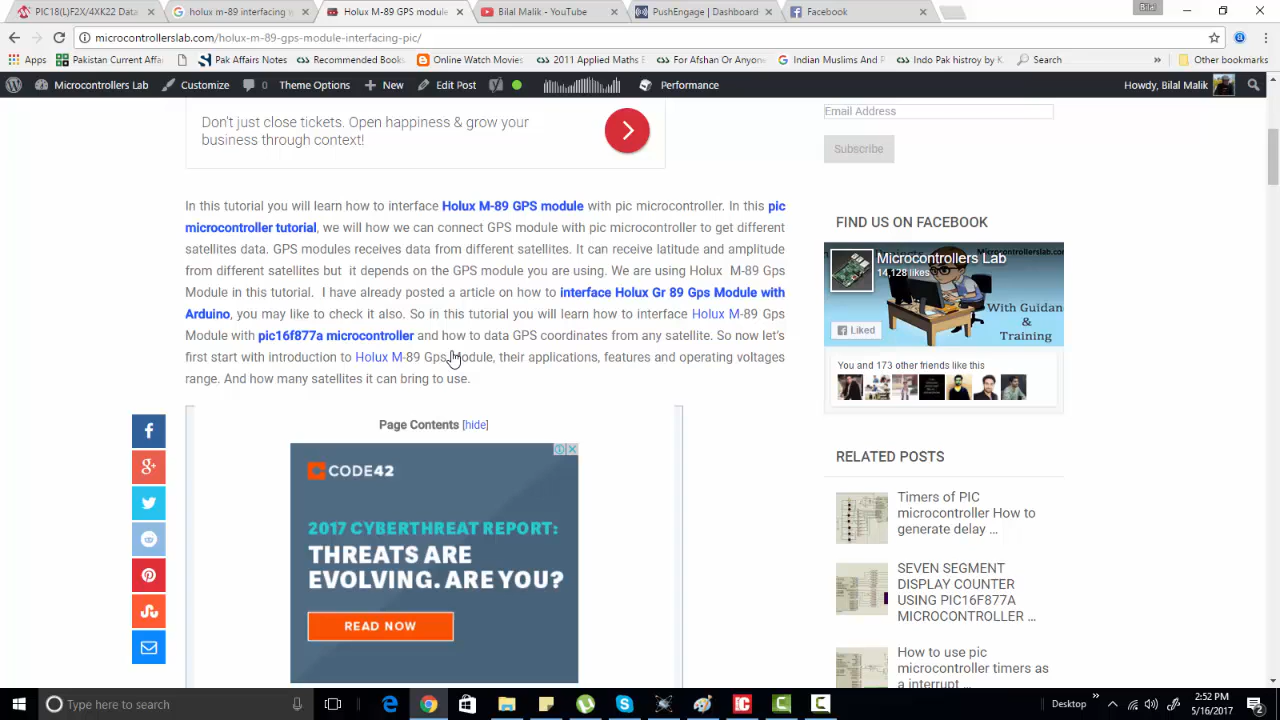 PIC18(L)F2X/4XK22 Data
holux m-89 interfacing
Holux M-89 GPS module
Bilal Malik - YouTube
PushEngage | Dashboard
Facebook
Bilal
microcontrollerslab.com/holux-m-89-gps-module-interfacing-pic/
Apps
Pakistan Current Affa
Pak Affairs Notes
Recommended Book
Online Watch Movies
2011 Applied Maths
For Afshan Or Anyon
Indian Muslims And P
Indo Pak histroy by K
Search
»
Other bookmarks
Microcontrollers Lab
Customize
0
Theme Options
New
Edit Post
Performance
Howdy, Bilal Malik
Don't just close tickets. Open happiness & grow your
business through context!
In this tutorial you will learn how to interface Holux M-89 GPS module with pic microcontroller. In this pic
microcontroller tutorial, we will how we can connect GPS module with pic microcontroller to get different
satellites data. GPS modules receives data from different satellites. It can receive latitude and amplitude
from different satellites but it depends on the GPS module you are using. We are using Holux M-89 Gps
Module in this tutorial. I have already posted a article on how to interface Holux Gr 89 Gps Module with
Arduino, you may like to check it also. So in this tutorial you will learn how to interface Holux M-89 Gps
Module with pic16f877a microcontroller and how to data GPS coordinates from any satellite. So now let's
first start with introduction to Holux M-89 Gps Module, their applications, features and operating voltages
range. And how many satellites it can bring to use.
Page Contents [hide]
CODE42
2017 CYBERTHREAT REPORT:
THREATS ARE
EVOLVING. ARE YOU?
READ NOW
Email Address
Subscribe
FIND US ON FACEBOOK
Microcontrollers Lab
14,128 likes
With Guidance
&
Training
Liked
You and 173 other friends like this
RELATED POSTS
Timers of PIC
microcontroller How to
generate delay ...
SEVEN SEGMENT
DISPLAY COUNTER
USING PIC16F877A
MICROCONTROLLER ...
How to use pic
microcontroller timers as
a interrupt ...
Type here to search
Desktop
»
2:52 PM
5/16/2017
2